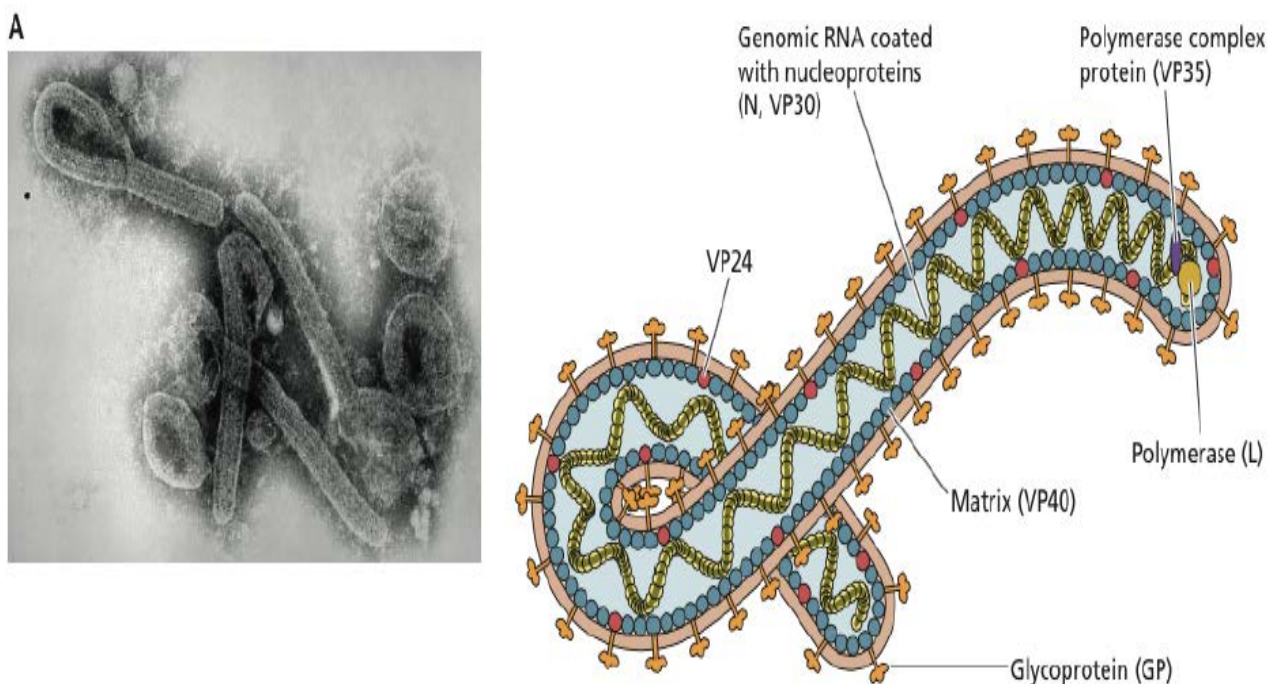 A
Genomic RNA coated
with nucleoproteins
(N, VP30)
Polymerase complex
protein (VP35)
VP24
Polymerase (L)
Matrix (VP40)
Glycoprotein (GP)